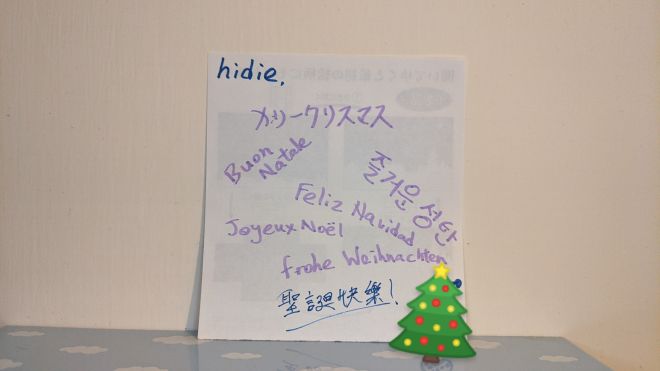 hidie.
メリークリスマス
Buon
Natale
즐거운 성탄
Feliz Navidad
Joyeux Noël
frohe Weihnachten
聖誕快樂!